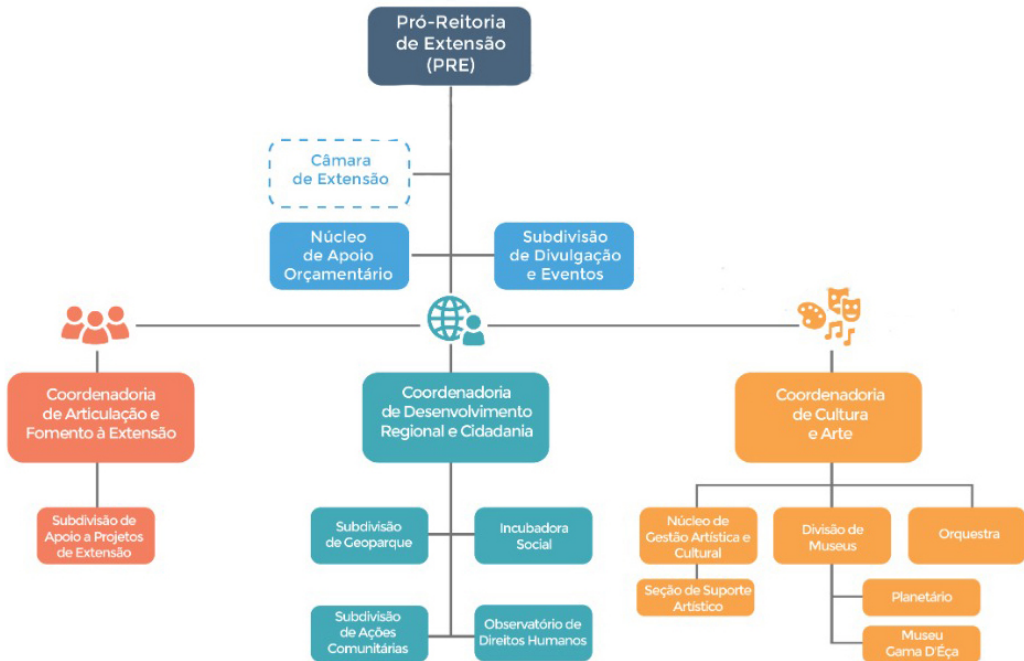 Pró-Reitoria
de Extensão
(PRE)
Câmara
de Extensão
Núcleo
de Apoio
Orçamentário
Subdivisão
de Divulgação
e Eventos
Coordenadoria
de Articulação e
Fomento à Extensão
Coordenadoria
de Desenvolvimento
Regional e Cidadania
Coordenadoria
de Cultura
e Arte
Subdivisão de
Apoio a Projetos
de Extensão
Subdivisão
de Geoparque
Incubadora
Social
Subdivisão
de Ações
Comunitárias
Observatório de
Direitos Humanos
Núcleo de
Gestão Artística e
Cultural
Seção de Suporte
Artístico
Divisão de
Museus
Orquestra
Planetário
Museu
Gama D'Éça